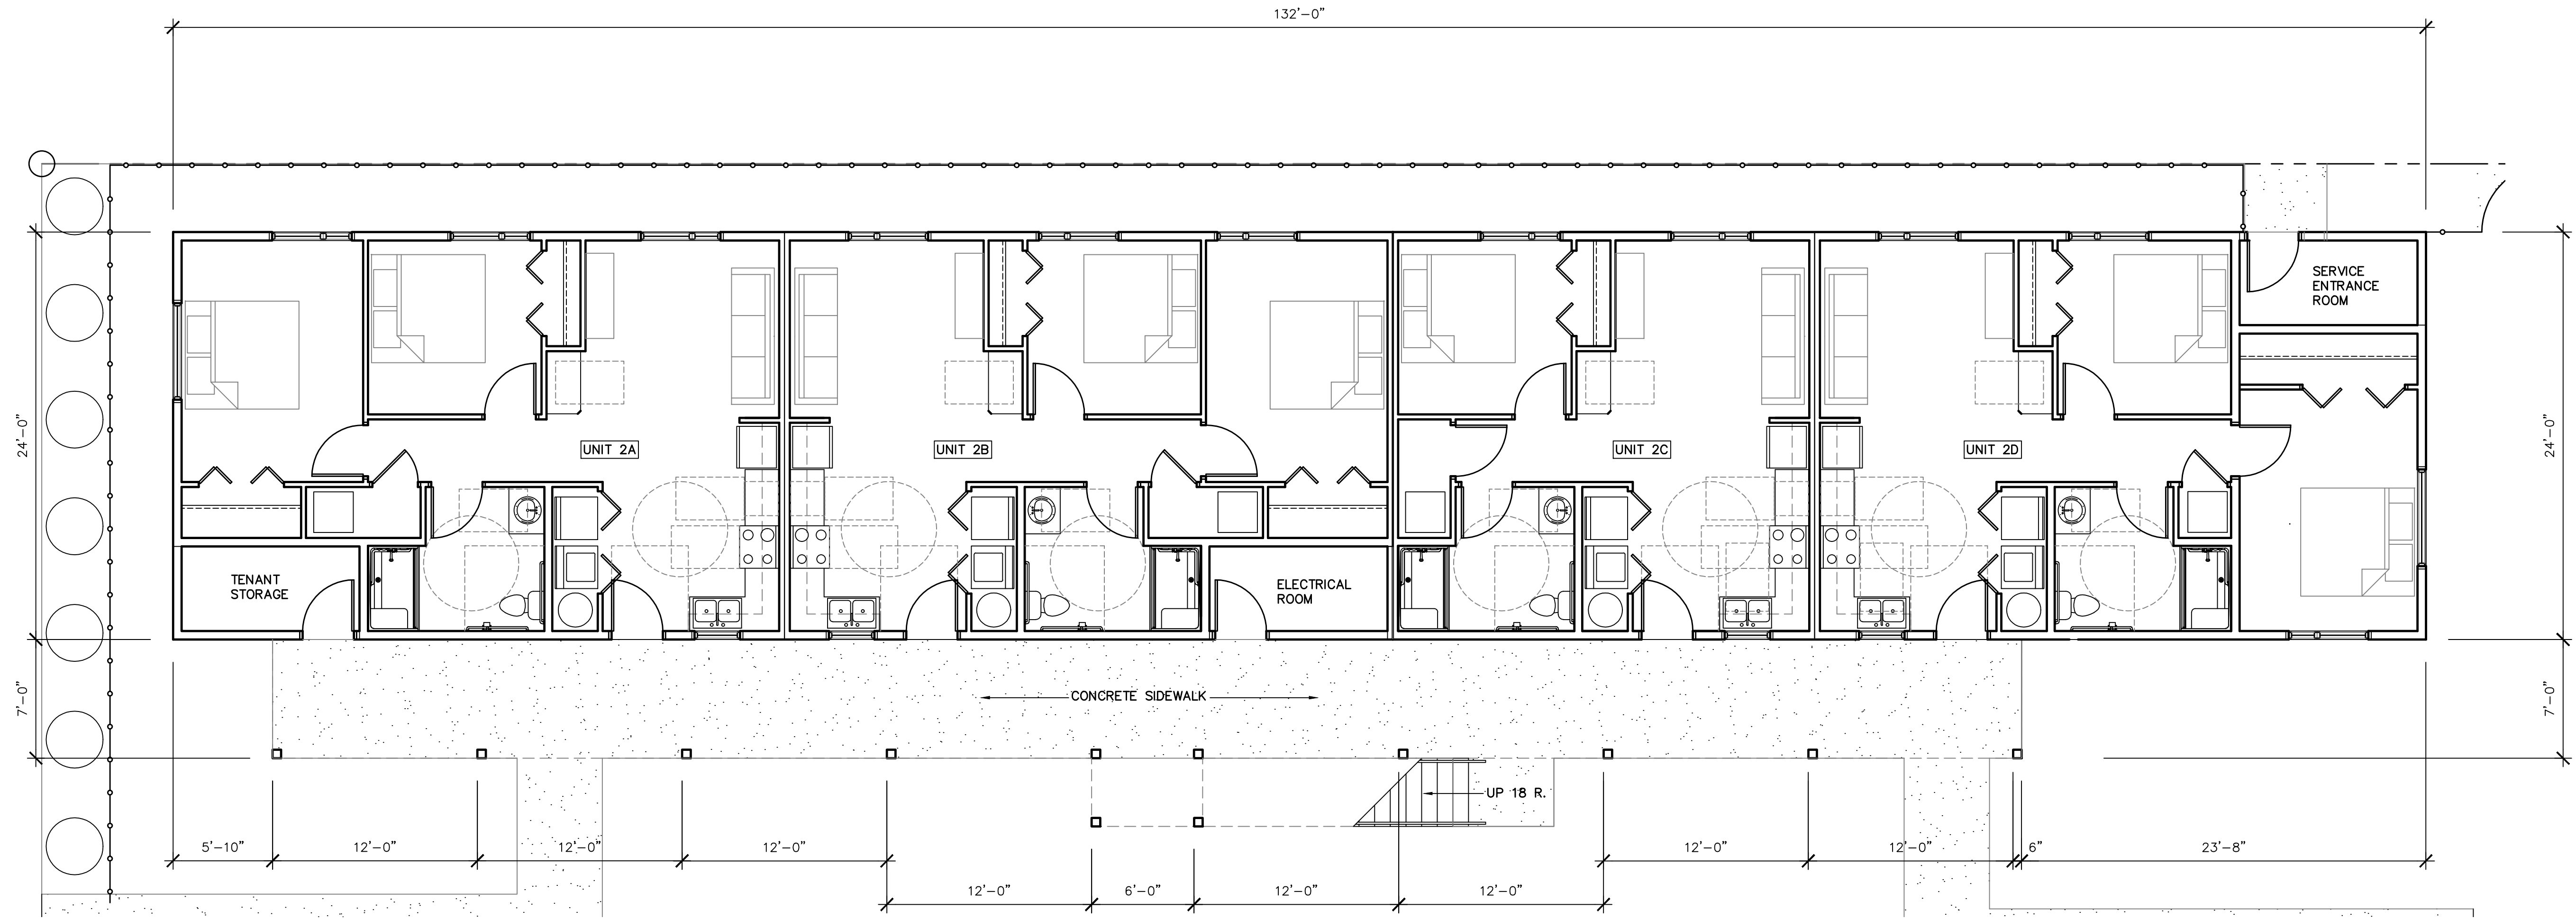 132'-0"
SERVICE
ENTRANCE
ROOM
24'-0"
UNIT 2A
UNIT 2B
UNIT 2C
UNIT 2D
24'-0"
TENANT
STORAGE
ELECTRICAL
ROOM
7'-0"
CONCRETE SIDEWALK
7'-0"
UP 18 R.
5'-10"
12'-0"
12'-0"
12'-0"
12'-0"
12'-0"
6"
23'-8"
12'-0"
6'-0"
12'-0"
12'-0"